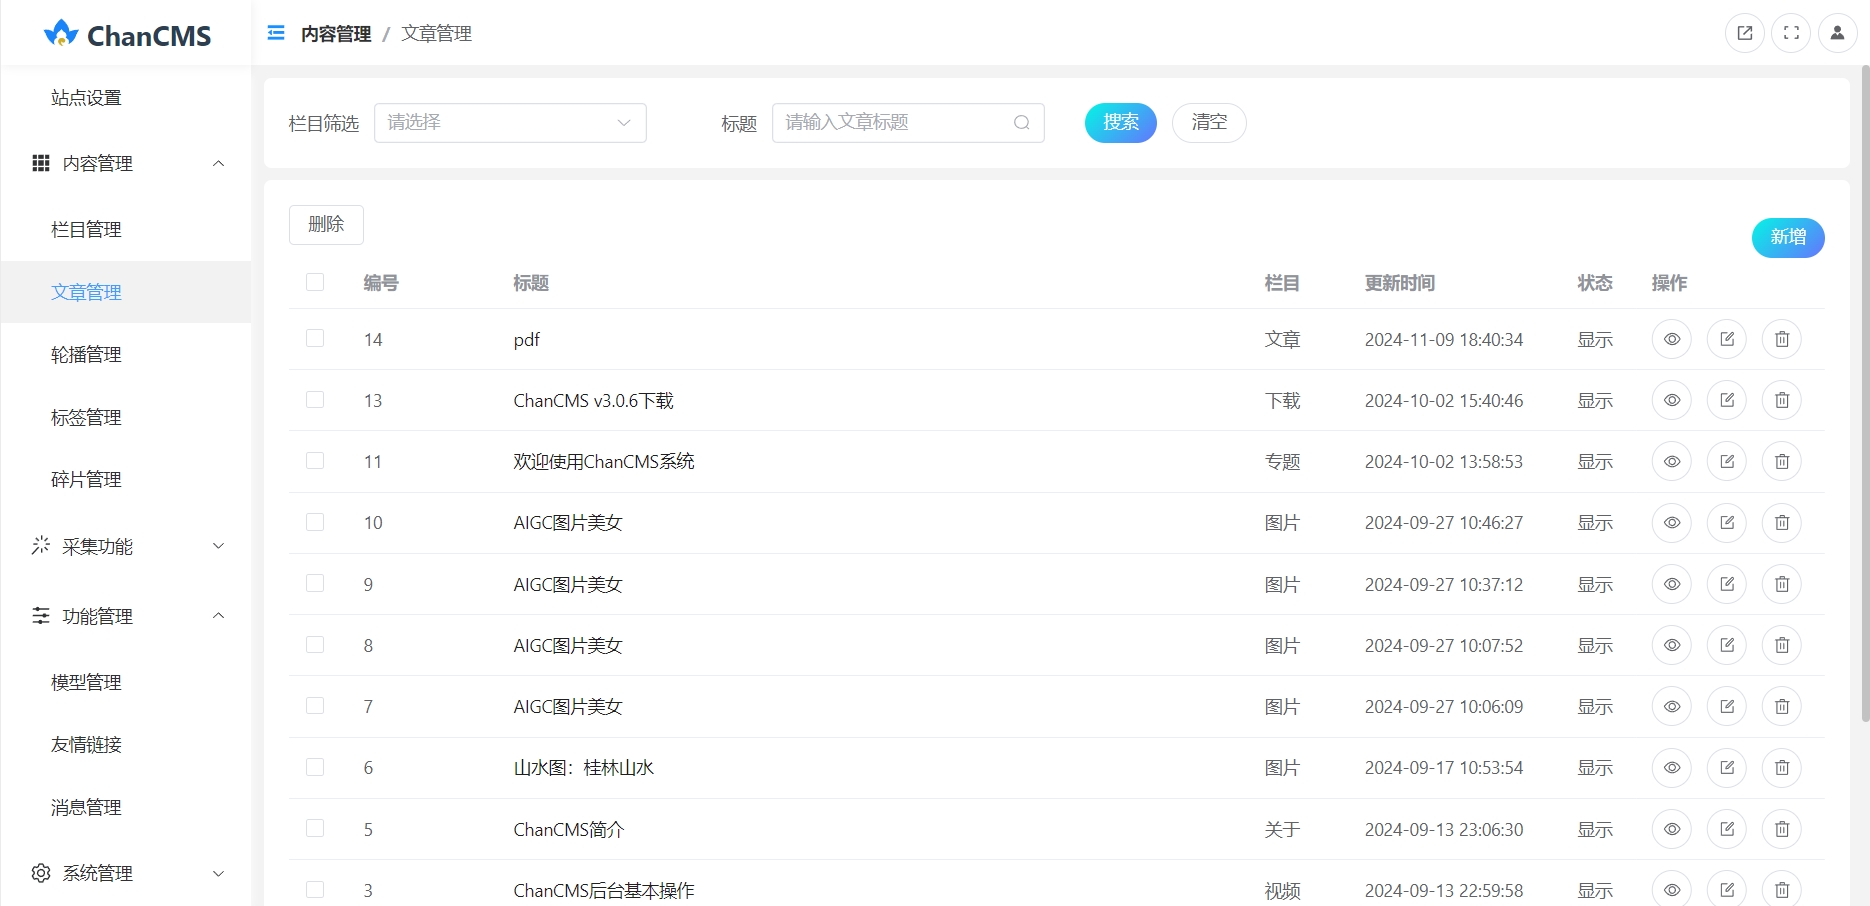 ChanCMS
内容管理 / 文章管理
站点设置
内容管理
栏目管理
文章管理
轮播管理
标签管理
碎片管理
采集功能
功能管理
模型管理
友情链接
消息管理
系统管理
栏目筛选 请选择 标题 请输入文章标题 搜索 清空
删除
新增
编号 标题 栏目 更新时间 状态 操作
14 pdf 文章 2024-11-09 18:40:34 显示
13 ChanCMS v3.0.6下载 下载 2024-10-02 15:40:46 显示
11 欢迎使用ChanCMS系统 专题 2024-10-02 13:58:53 显示
10 AIGC图片美女 图片 2024-09-27 10:46:27 显示
9 AIGC图片美女 图片 2024-09-27 10:37:12 显示
8 AIGC图片美女 图片 2024-09-27 10:07:52 显示
7 AIGC图片美女 图片 2024-09-27 10:06:09 显示
6 山水图：桂林山水 图片 2024-09-17 10:53:54 显示
5 ChanCMS简介 关于 2024-09-13 23:06:30 显示
3 ChanCMS后台基本操作 视频 2024-09-13 22:59:58 显示